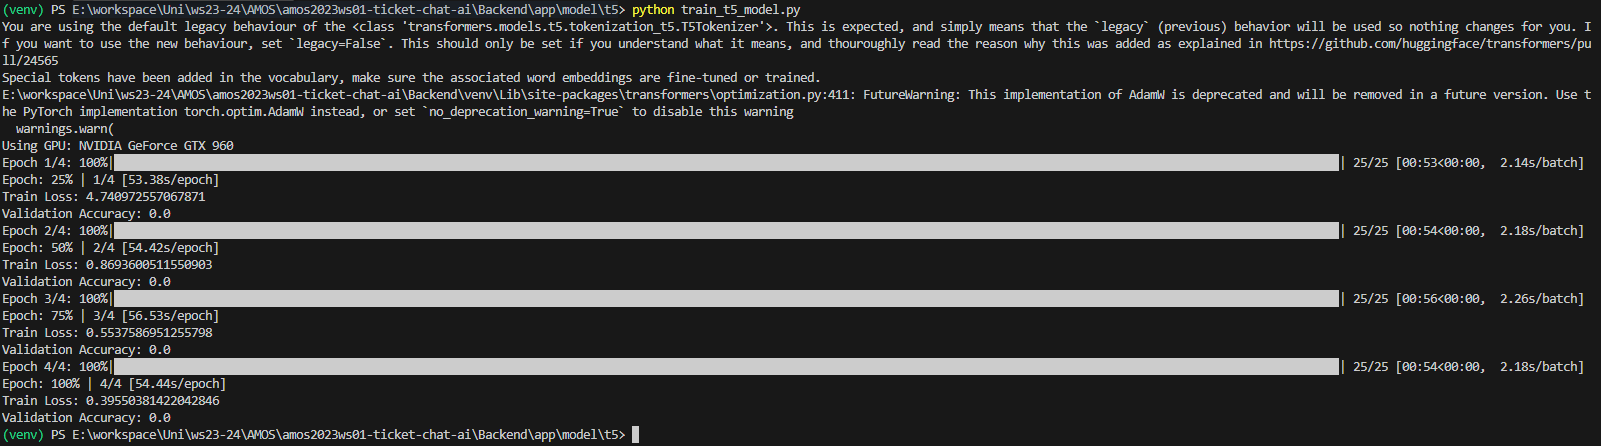 (venv) PS E:\workspace\Uni\ws23-24\AMOS\amos2023ws01-ticket-chat-ai\Backend\app\model\t5> python train_t5_model.py
You are using the default legacy behaviour of the <class 'transformers.models.t5.tokenization_t5.T5Tokenizer'>. This is expected, and simply means that the `legacy` (previous) behavior will be used so nothing changes for you. I
f you want to use the new behaviour, set `legacy=False`. This should only be set if you understand what it means, and thouroughly read the reason why this was added as explained in https://github.com/huggingface/transformers/pu
ll/24565
Special tokens have been added in the vocabulary, make sure the associated word embeddings are fine-tuned or trained.
E:\workspace\Uni\ws23-24\AMOS\amos2023ws01-ticket-chat-ai\Backend\venv\Lib\site-packages\transformers\optimization.py:411: FutureWarning: This implementation of AdamW is deprecated and will be removed in a future version. Use t
he PyTorch implementation torch.optim.AdamW instead, or set `no_deprecation_warning=True` to disable this warning
  warnings.warn(
Using GPU: NVIDIA GeForce GTX 960
Epoch 1/4: 100%| | 25/25 [00:53<00:00,  2.14s/batch]
Epoch: 25% | 1/4 [53.38s/epoch]
Train Loss: 4.740972557067871
Validation Accuracy: 0.0
Epoch 2/4: 100%| | 25/25 [00:54<00:00,  2.18s/batch]
Epoch: 50% | 2/4 [54.42s/epoch]
Train Loss: 0.8693600511550903
Validation Accuracy: 0.0
Epoch 3/4: 100%| | 25/25 [00:56<00:00,  2.26s/batch]
Epoch: 75% | 3/4 [56.53s/epoch]
Train Loss: 0.5537586951255798
Validation Accuracy: 0.0
Epoch 4/4: 100%| | 25/25 [00:54<00:00,  2.18s/batch]
Epoch: 100% | 4/4 [54.44s/epoch]
Train Loss: 0.39550381422042846
Validation Accuracy: 0.0
(venv) PS E:\workspace\Uni\ws23-24\AMOS\amos2023ws01-ticket-chat-ai\Backend\app\model\t5>